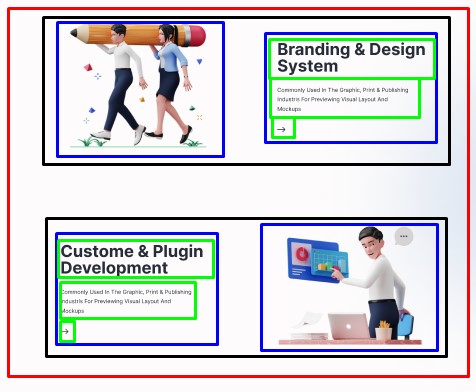 Branding & Design
System
Commonly Used In The Graphic, Print & Publishing
Industris For Previewing Visual Layout And
Mockups
→
Custome & Plugin
Development
Commonly Used In The Graphic, Print & Publishing
Industris For Previewing Visual Layout And
Mockups
→